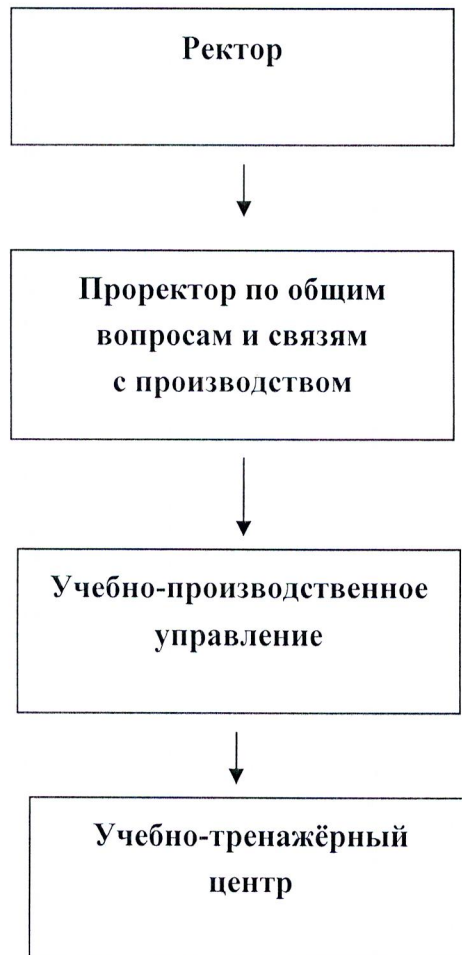 Ректор
Проректор по общим
вопросам и связям
с производством
Учебно-производственное
управление
Учебно-тренажёрный
центр